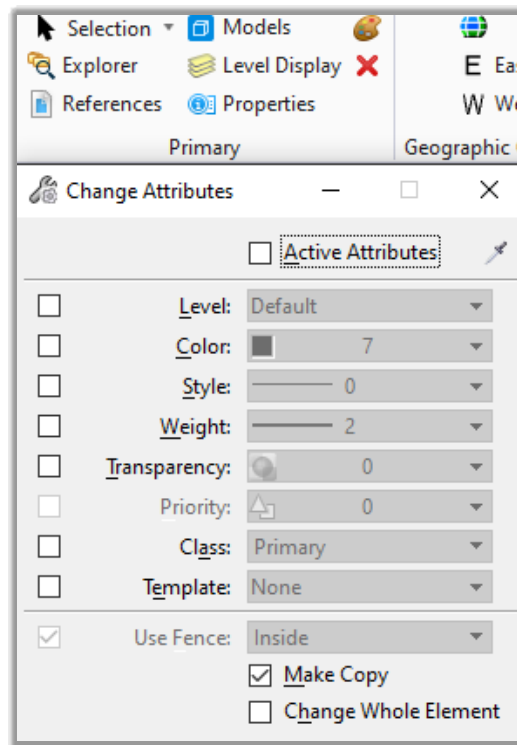 Selection Models
Explorer Level Display E
References Properties W
Primary Geographic
Change Attributes
Active Attributes
Level: Default
Color: 7
Style: 0
Weight: 2
Transparency: 0
Priority: 0
Class: Primary
Template: None
Use Fence: Inside
Make Copy
Change Whole Element